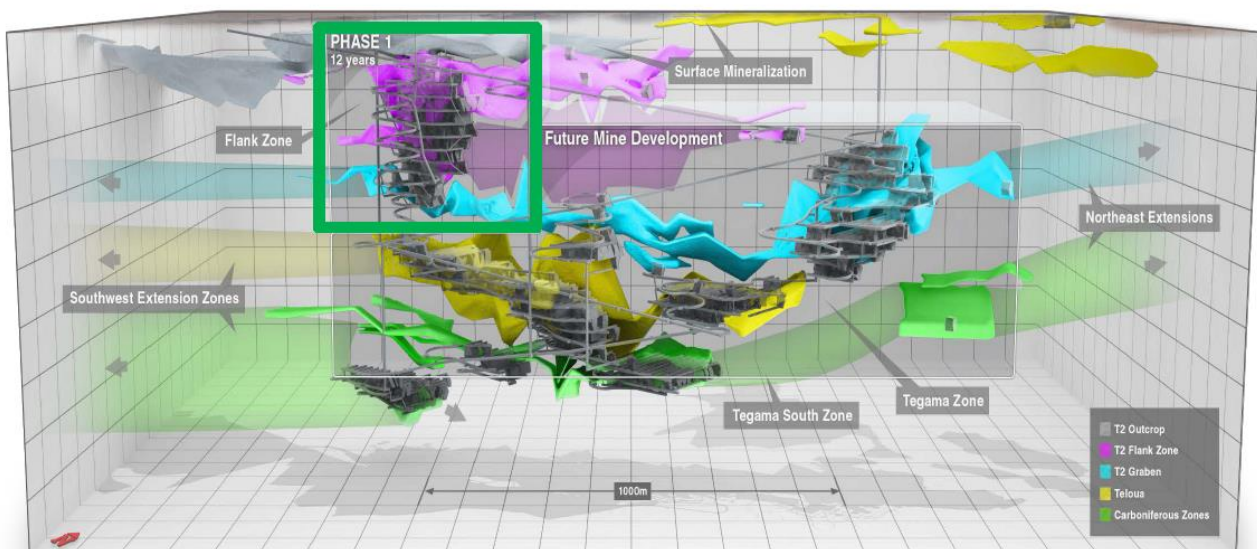 PHASE 1
12 years
Surface Mineralization
Flank Zone
Future Mine Development
Northeast Extensions
Southwest Extension Zones
Tegama Zone
Tegama South Zone
T2 Outcrop
T2 Flank Zone
T2 Graben
Teloua
Carboniferous Zones
1000m